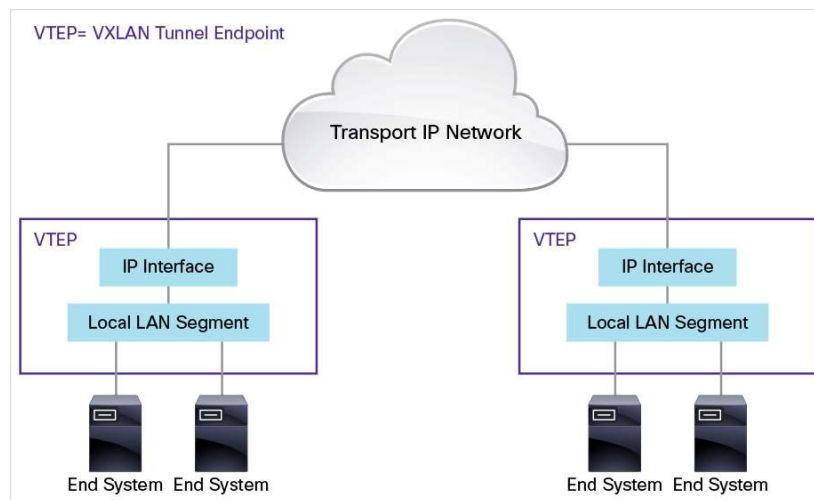 VTEP= VXLAN Tunnel Endpoint
Transport IP Network
VTEP
IP Interface
Local LAN Segment
End System End System
VTEP
IP Interface
Local LAN Segment
End System End System